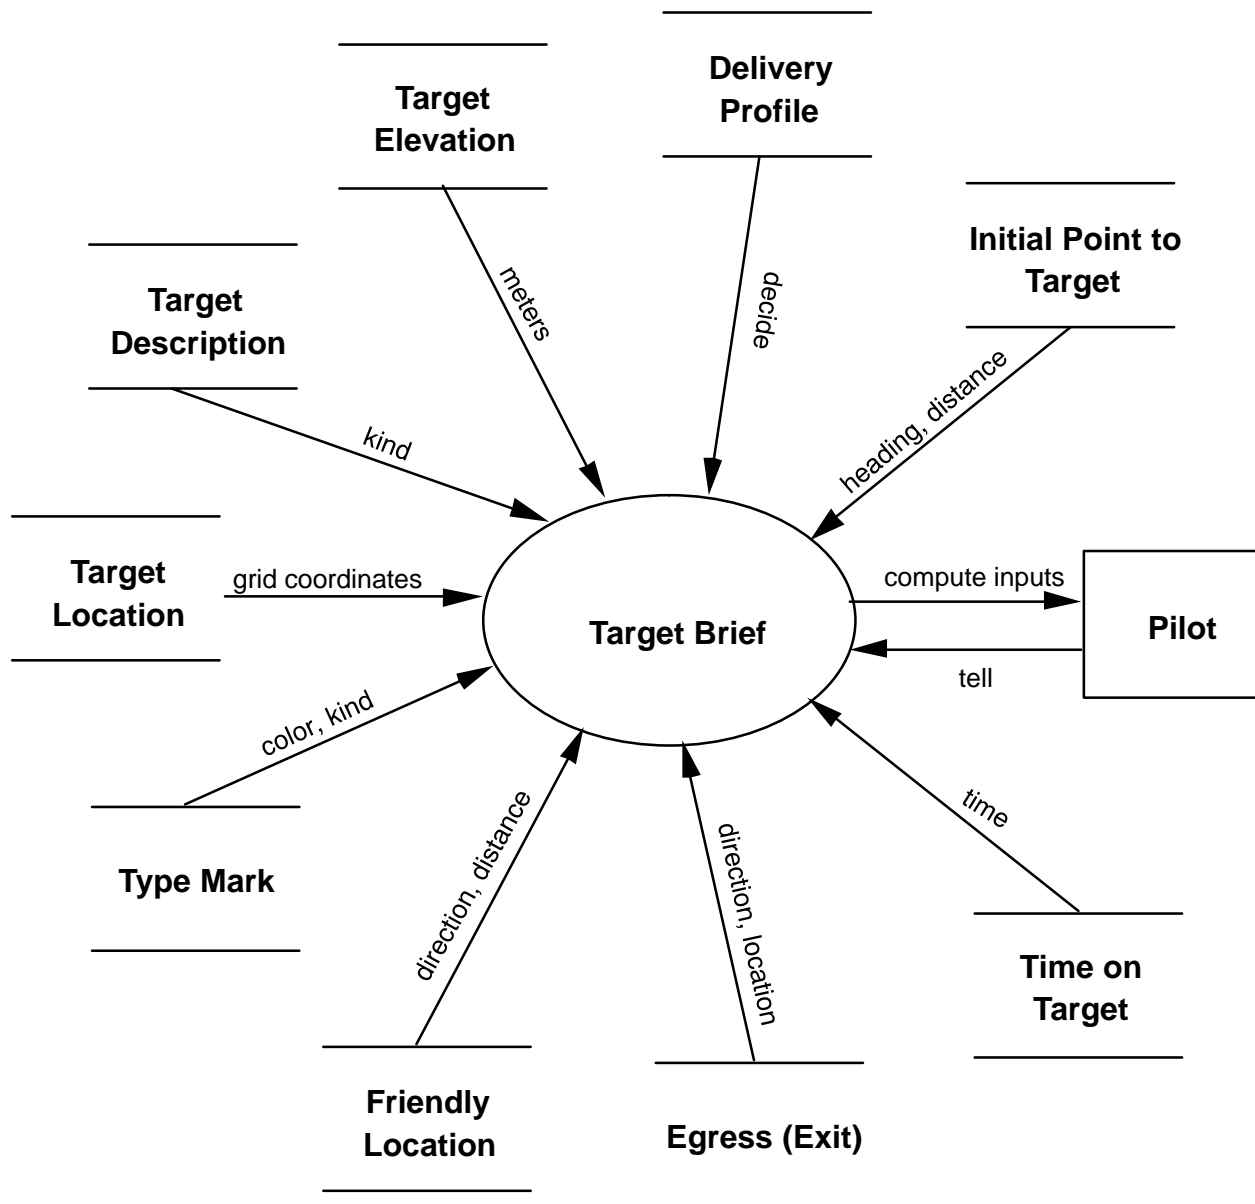 Delivery
Profile
Target
Elevation
Initial Point to
Target
Target
Description
meters
decide
heading, distance
kind
Target
Location
grid coordinates
Target Brief
compute inputs
tell
Pilot
color, kind
Type Mark
direction, distance
direction, location
time
Time on
Target
Friendly
Location
Egress (Exit)